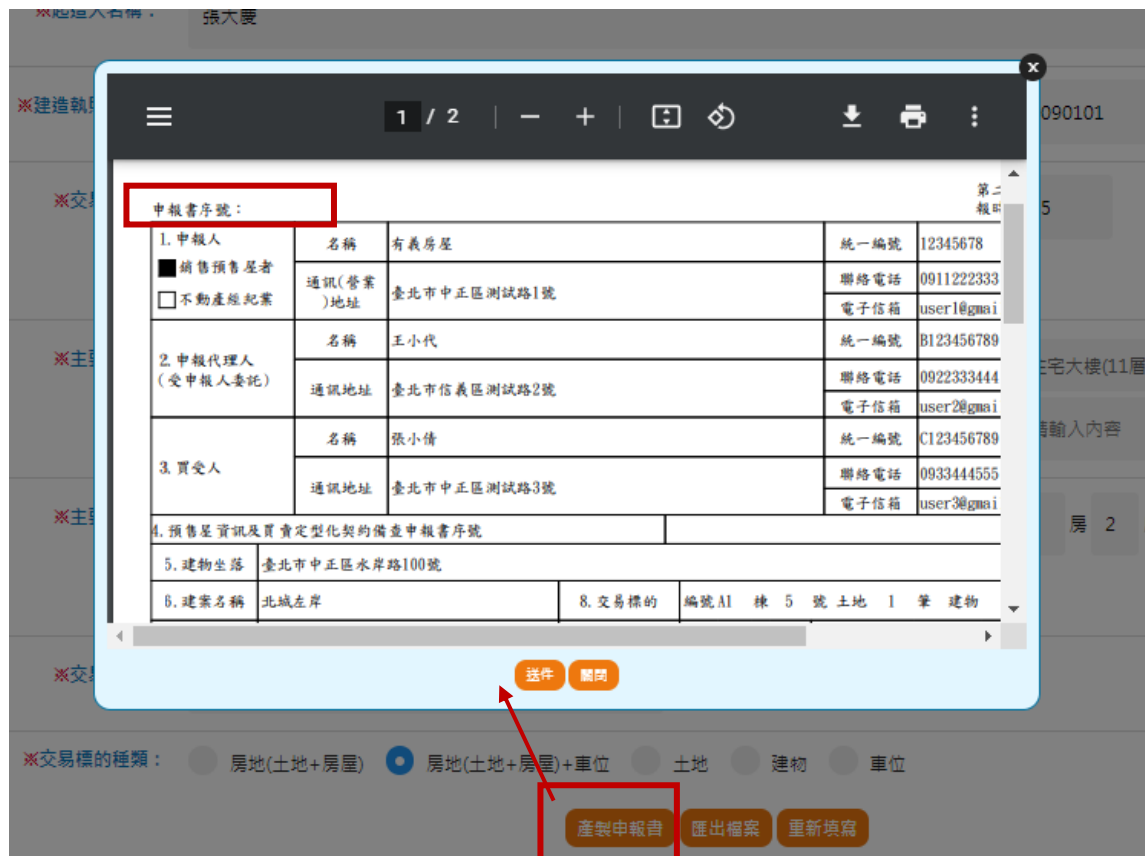 ※起造人名稱： 張大慶
※建造執 090101
1 / 2
第二
申報書序號： 報
※交 5
1. 申報人 名稱 有義房屋 統一編號 12345678
■銷售預售屋者
□不動產經紀業 通訊(營業)地址 臺北市中正區測試路1號 聯絡電話 0911222333
電子信箱 user1@gmai
2. 申報代理人 (受申報人委託) 名稱 王小代 統一編號 B123456789
※主 通訊地址 臺北市信義區測試路2號 聯絡電話 0922333444 住宅大樓(11層
電子信箱 user2@gmai
3. 買受人 名稱 張小倩 統一編號 C123456789 請輸入內容
通訊地址 臺北市中正區測試路3號 聯絡電話 0933444555
電子信箱 user3@gmai
※主 4. 預售屋資訊及買賣定型化契約備查申報書序號 房 2
5. 建物坐落 臺北市中正區水岸路100號
6. 建案名稱 北城左岸 8. 交易標的 編號A1 棟 5 號 土地 1 筆 建物
※交 送件 關閉
※交易標的種類： 房地(土地+房屋) 房地(土地+房屋)+車位 土地 建物 車位
產製申報書 匯出檔案 重新填寫